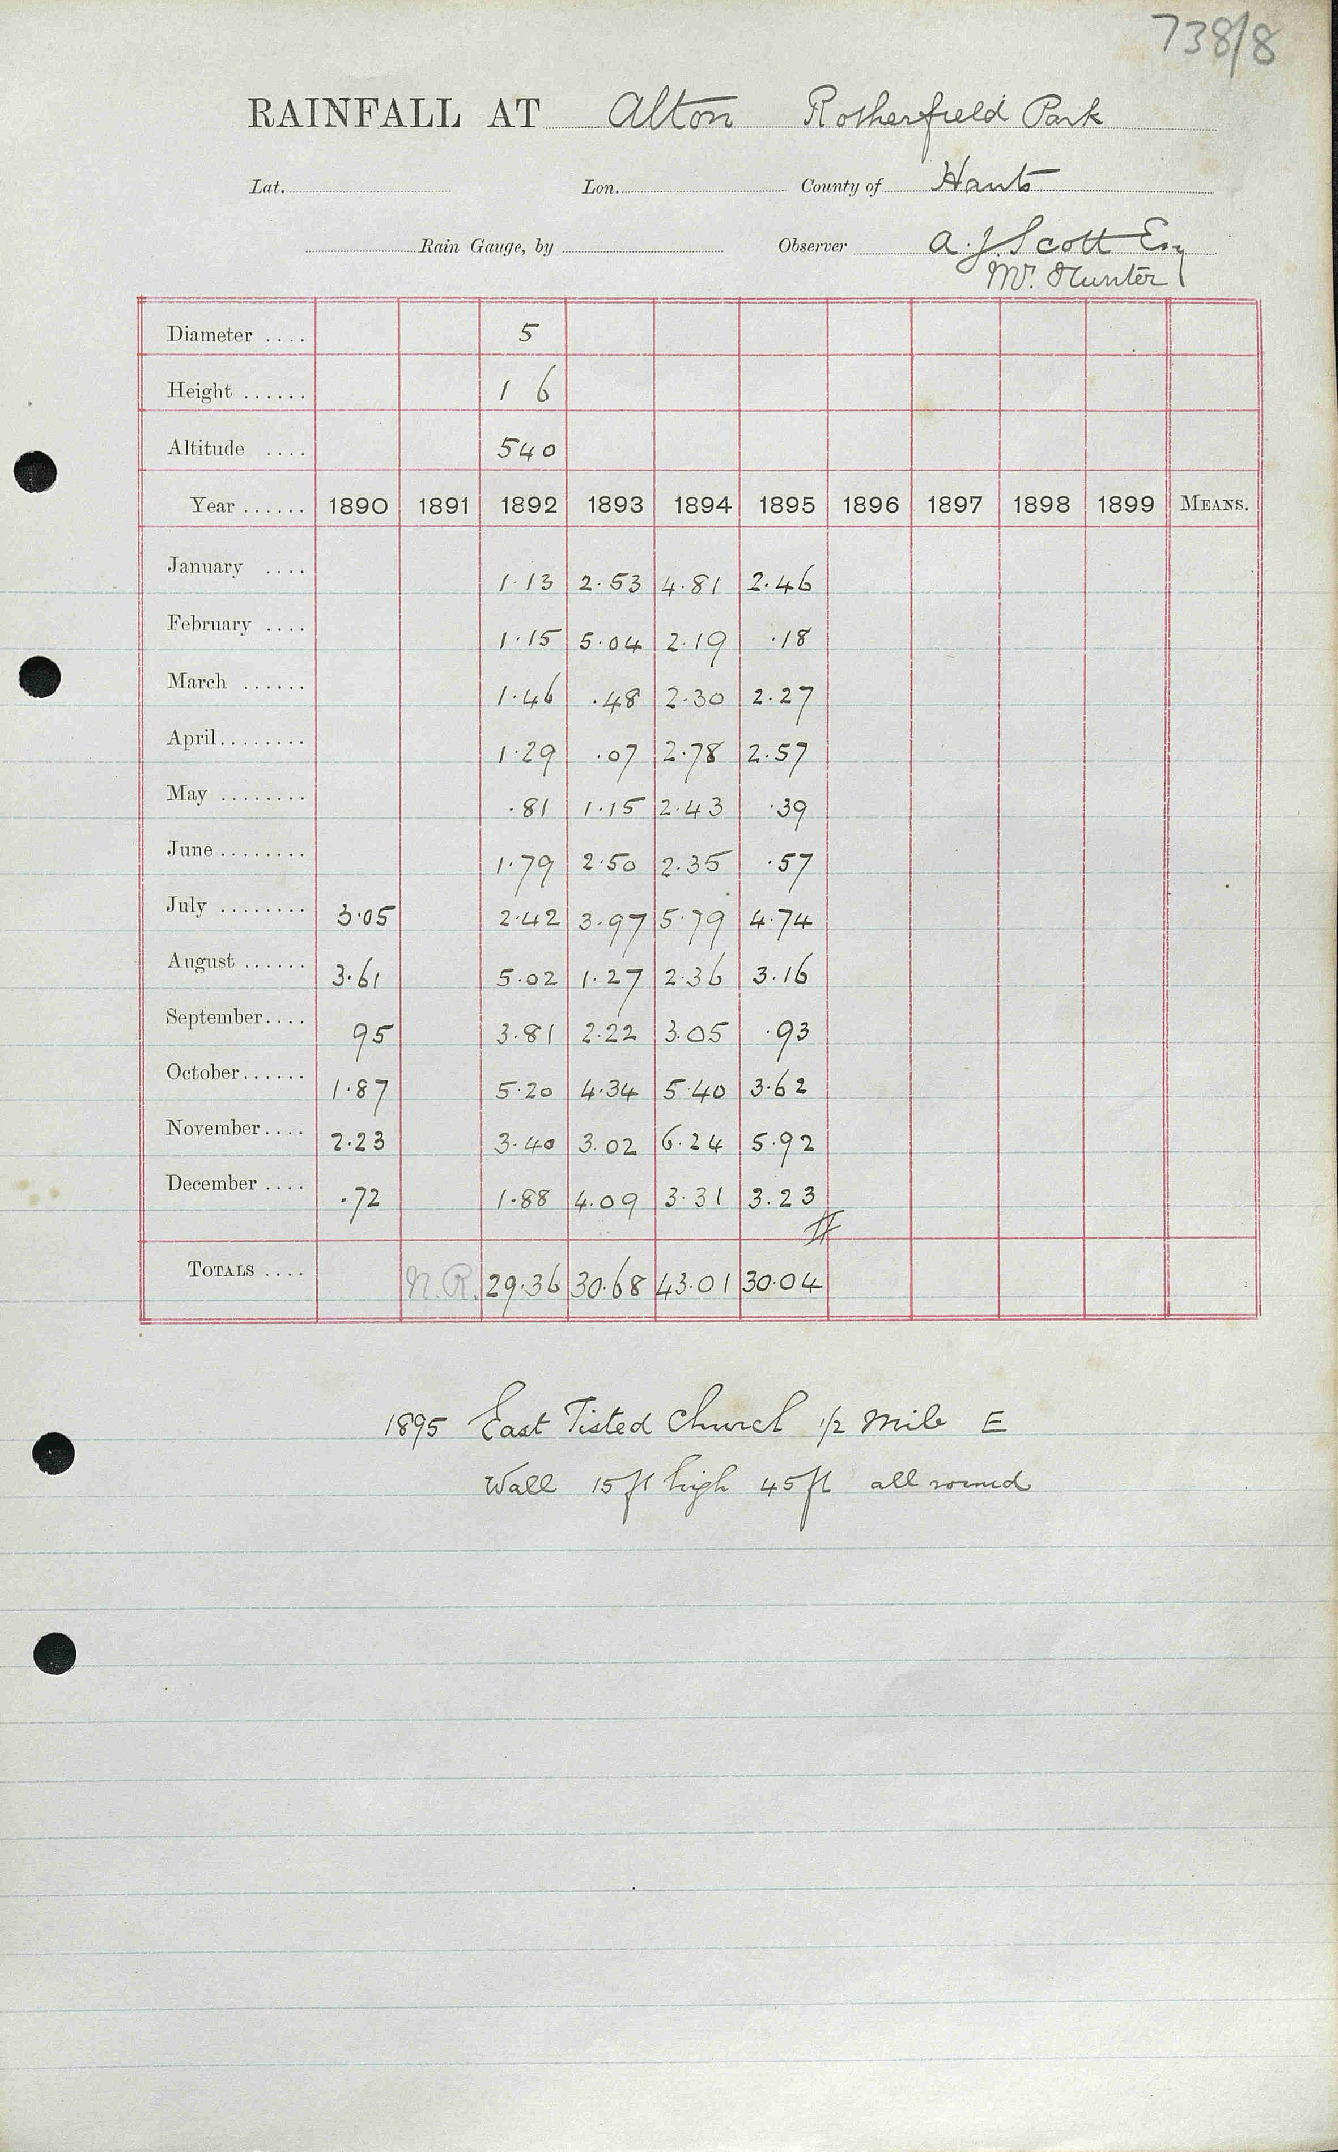 738/8
RAINFALL AT Alton Rotherfield Park
Lat. Lon. County of Hants
Rain Gauge, by Observer A. J. Scott Esq
Mr. Hunter
Diameter .... 5
Height ...... 1 6
Altitude .... 540
Year ...... 1890 1891 1892 1893 1894 1895 1896 1897 1898 1899 MEANS.
January .... 1.13 2.53 4.81 2.46
February .... 1.15 5.04 2.19 .18
March ...... 1.46 .48 2.30 2.27
April........ 1.29 .07 2.78 2.57
May ........ .81 1.15 2.43 .39
June ........ 1.79 2.50 2.35 .57
July ........ 3.05 2.42 3.97 5.79 4.74
August ...... 3.61 5.02 1.27 2.36 3.16
September.... 95 3.81 2.22 3.05 .93
October...... 1.87 5.20 4.34 5.40 3.62
November.... 2.23 3.40 3.02 6.24 5.92
December .... .72 1.88 4.09 3.31 3.23
TOTALS .... N.R. 29.36 30.68 43.01 30.04
1895 East Tisted Church 1/2 Mile E
Wall 15 ft high 45 ft all round